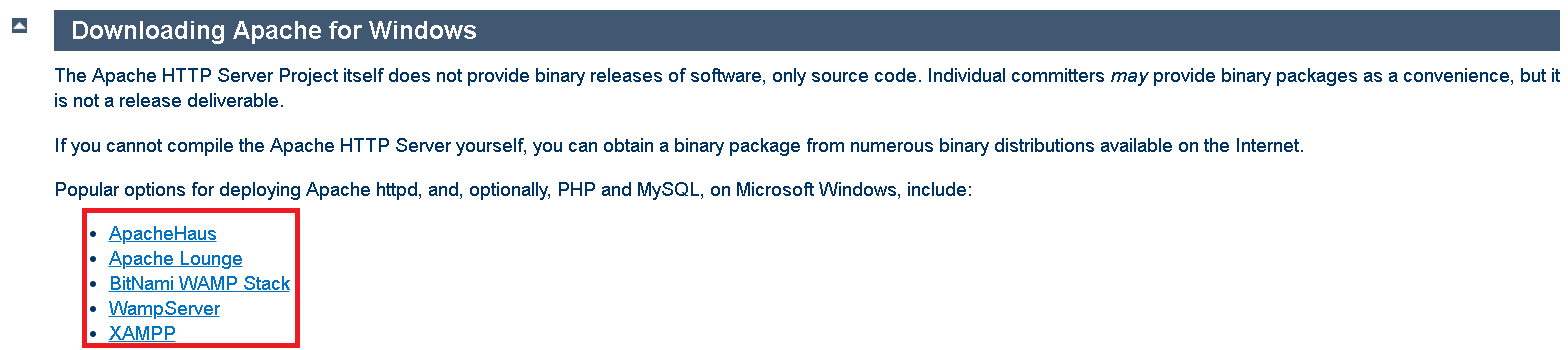 Downloading Apache for Windows
The Apache HTTP Server Project itself does not provide binary releases of software, only source code. Individual committers may provide binary packages as a convenience, but it
is not a release deliverable.
If you cannot compile the Apache HTTP Server yourself, you can obtain a binary package from numerous binary distributions available on the Internet.
Popular options for deploying Apache httpd, and, optionally, PHP and MySQL, on Microsoft Windows, include:
• ApacheHaus
• Apache Lounge
• BitNami WAMP Stack
• WampServer
• XAMPP